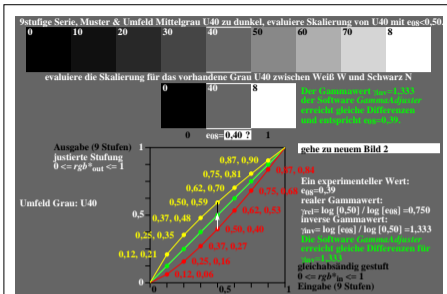 9stufige Serie, Muster & Umfeld Mittelgrau U40 zu dunkel, evaluiere Skalierung von U40 mit e08<0,50.
0 10 20 30 40 50 60 70 8
evaluiere die Skalierung für das vorhandene Grau U40 zwischen Weiß W und Schwarz N
0 40 8
Der Gammawert γinv=1,333
der Software GammaAdjuster
erreicht gleiche Differenzen
und entspricht e08=0,39.
0 e08= 0,40 ? 1
gehe zu neuem Bild 2
Ausgabe (9 Stufen)
justierte Stufung
0 <= rgb*out <= 1
Umfeld Grau: U40
1
0,5
0
0,5
1
0,87, 0,90
0,75, 0,81
0,62, 0,70
0,50, 0,59
0,37, 0,48
0,25, 0,35
0,12, 0,21
0,87, 0,84
0,75, 0,68
0,62, 0,53
0,50, 0,40
0,37, 0,27
0,25, 0,16
0,12, 0,06
Ein experimenteller Wert:
e08=0,39
realer Gammawert:
γrel= log [0,50] / log [e08] =0,750
inverse Gammawert:
γinv= log [e08] / log [0,50] =1,333
Die Software GammaAdjuster
erreicht gleiche Differenzen für
γinv=1,333
gleichabsändig gestuft
0 <= rgb*in <= 1
Eingabe (9 Stufen)